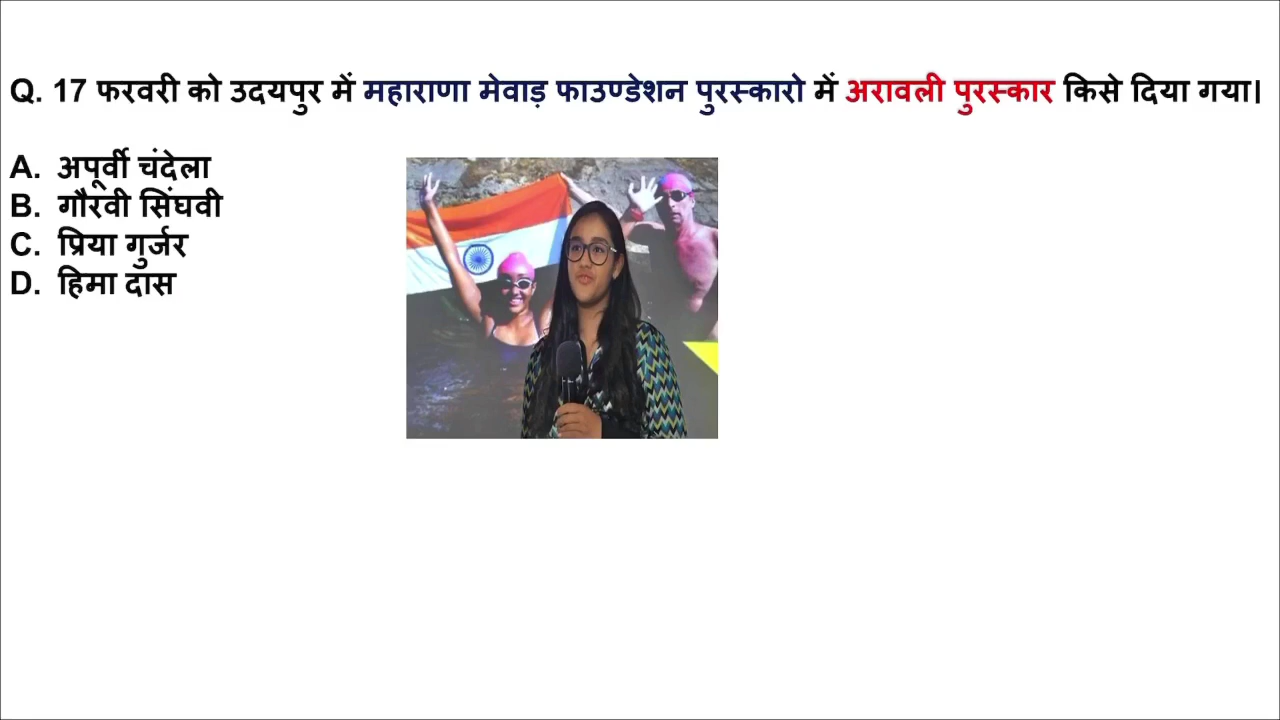 Q. 17 फरवरी को उदयपुर में महाराणा मेवाड़ फाउण्डेशन पुरस्कारो में अरावली पुरस्कार किसे दिया गया।
A. अपूर्वी चंदेला
B. गौरवी सिंघवी
C. प्रिया गुर्जर
D. हिमा दास